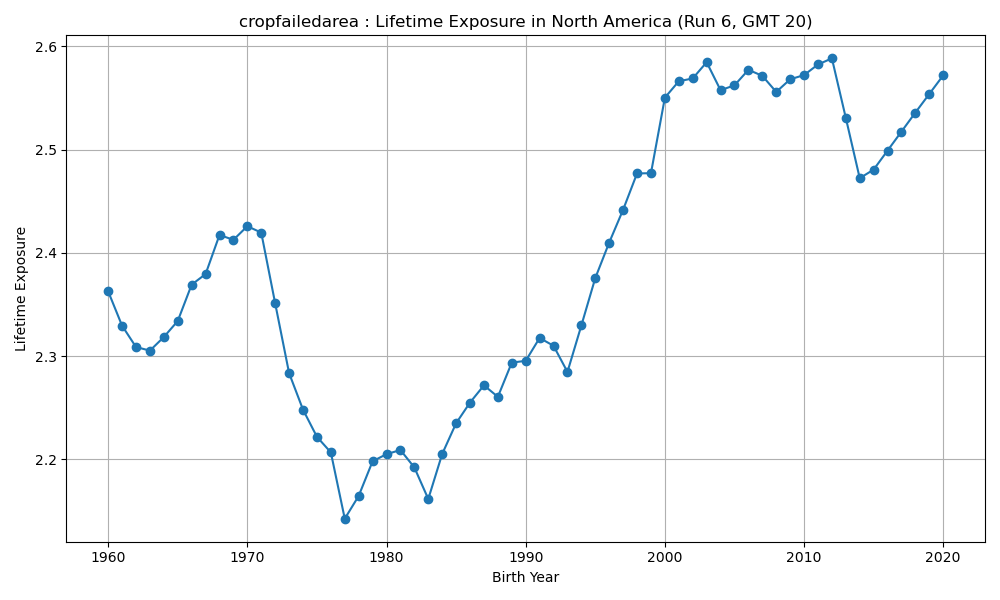 cropfailedarea : Lifetime Exposure in North America (Run 6, GMT 20)
2.6
2.5
2.4
2.3
2.2
Lifetime Exposure
1960 1970 1980 1990 2000 2010 2020
Birth Year